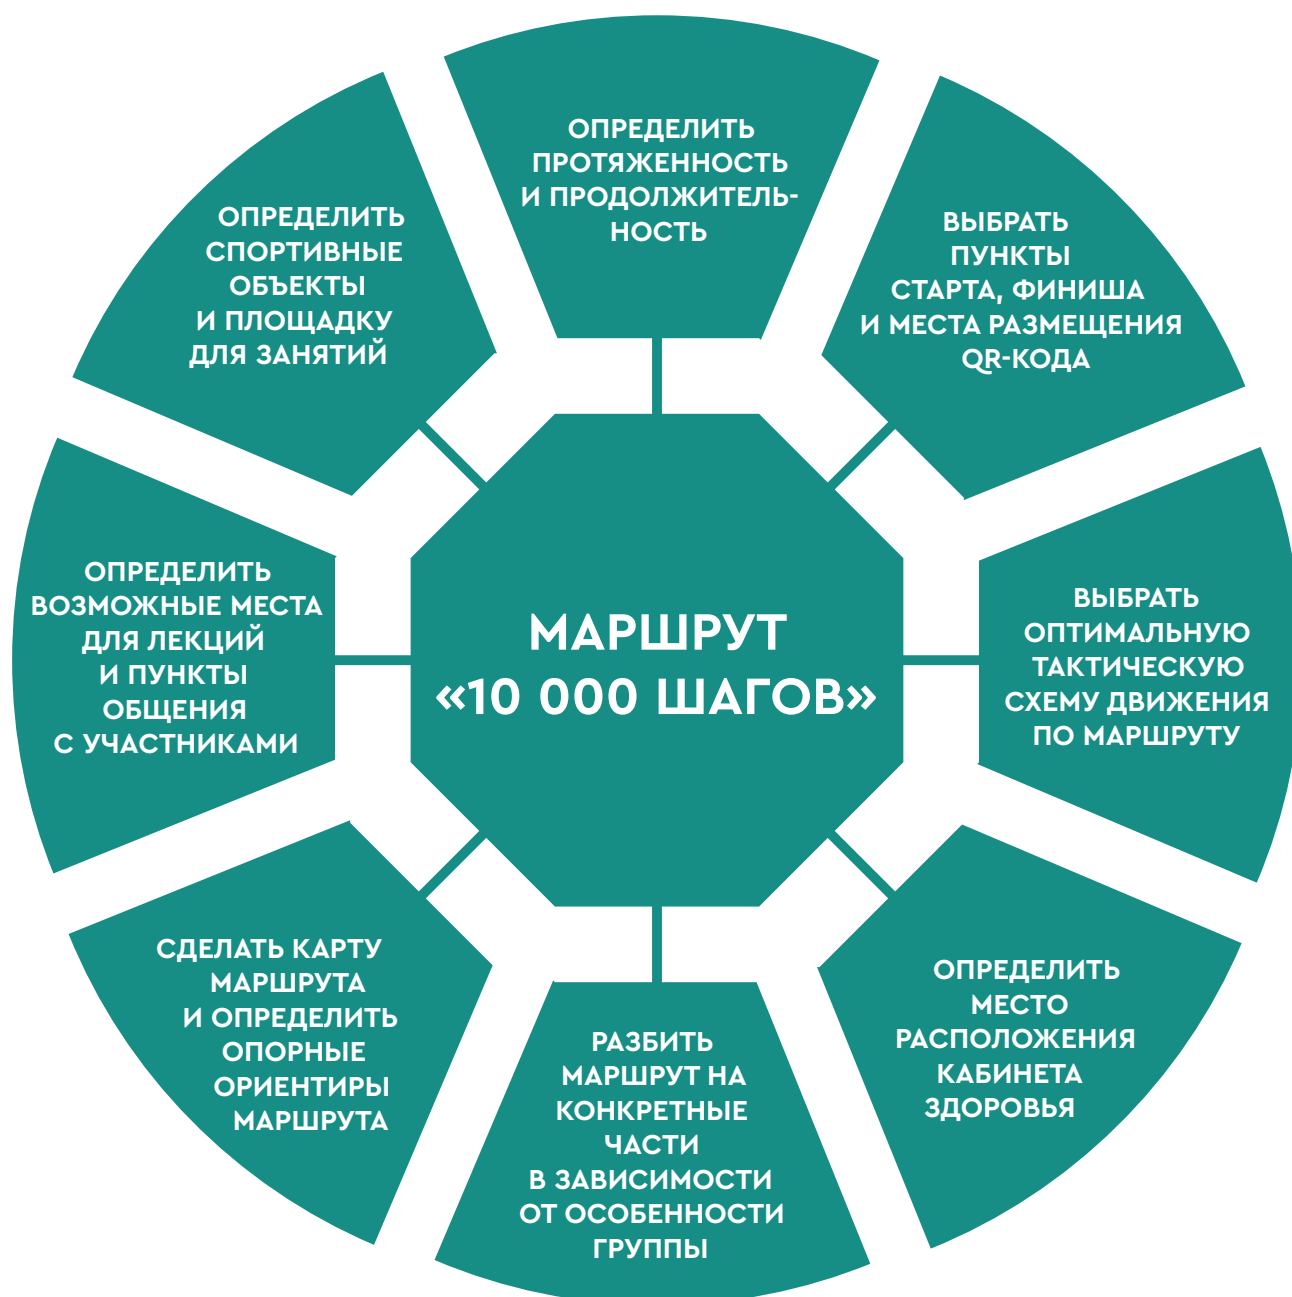 ОПРЕДЕЛИТЬ
ПРОТЯЖЕННОСТЬ
И ПРОДОЛЖИТЕЛЬ-
НОСТЬ
ВЫБРАТЬ
ПУНКТЫ
СТАРТА, ФИНИША
И МЕСТА РАЗМЕЩЕНИЯ
QR-КОДА
ВЫБРАТЬ
ОПТИМАЛЬНУЮ
ТАКТИЧЕСКУЮ
СХЕМУ ДВИЖЕНИЯ
ПО МАРШРУТУ
ОПРЕДЕЛИТЬ
МЕСТО
РАСПОЛОЖЕНИЯ
КАБИНЕТА
ЗДОРОВЬЯ
РАЗБИТЬ
МАРШРУТ НА
КОНКРЕТНЫЕ
ЧАСТИ
В ЗАВИСИМОСТИ
ОТ ОСОБЕННОСТИ
ГРУППЫ
СДЕЛАТЬ КАРТУ
МАРШРУТА
И ОПРЕДЕЛИТЬ
ОПОРНЫЕ
ОРИЕНТИРЫ
МАРШРУТА
ОПРЕДЕЛИТЬ
ВОЗМОЖНЫЕ МЕСТА
ДЛЯ ЛЕКЦИЙ
И ПУНКТЫ
ОБЩЕНИЯ
С УЧАСТНИКАМИ
ОПРЕДЕЛИТЬ
СПОРТИВНЫЕ
ОБЪЕКТЫ
И ПЛОЩАДКУ
ДЛЯ ЗАНЯТИЙ
МАРШРУТ
«10 000 ШАГОВ»